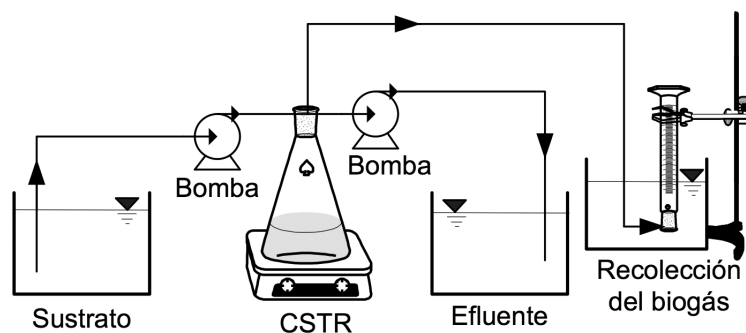 Bomba
Bomba
Sustrato
CSTR
Efluente
Recolección
del biogás